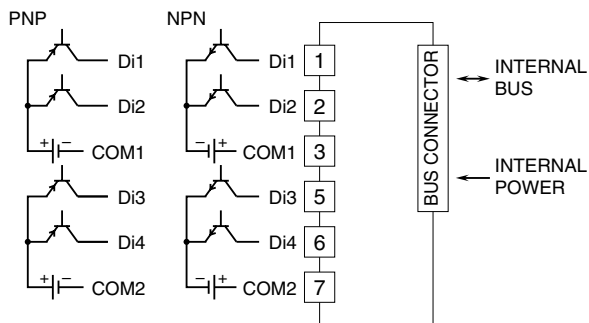 PNP
NPN
Di1
Di2
+ −
COM1
Di3
Di4
+ −
COM2
Di1
Di2
− +
COM1
Di3
Di4
− +
COM2
1
2
3
5
6
7
BUS CONNECTOR
INTERNAL
BUS
INTERNAL
POWER